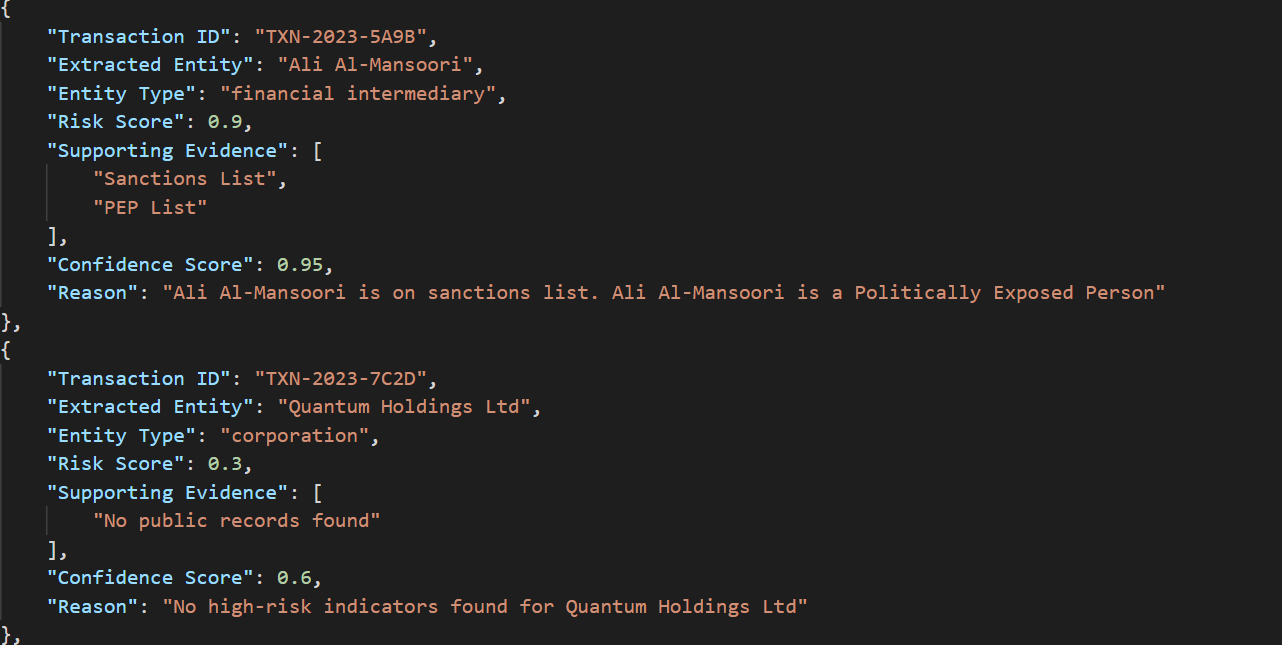 {
"Transaction ID": "TXN-2023-5A9B",
"Extracted Entity": "Ali Al-Mansoori",
"Entity Type": "financial intermediary",
"Risk Score": 0.9,
"Supporting Evidence": [
"Sanctions List",
"PEP List"
],
"Confidence Score": 0.95,
"Reason": "Ali Al-Mansoori is on sanctions list. Ali Al-Mansoori is a Politically Exposed Person"
},
{
"Transaction ID": "TXN-2023-7C2D",
"Extracted Entity": "Quantum Holdings Ltd",
"Entity Type": "corporation",
"Risk Score": 0.3,
"Supporting Evidence": [
"No public records found"
],
"Confidence Score": 0.6,
"Reason": "No high-risk indicators found for Quantum Holdings Ltd"
},